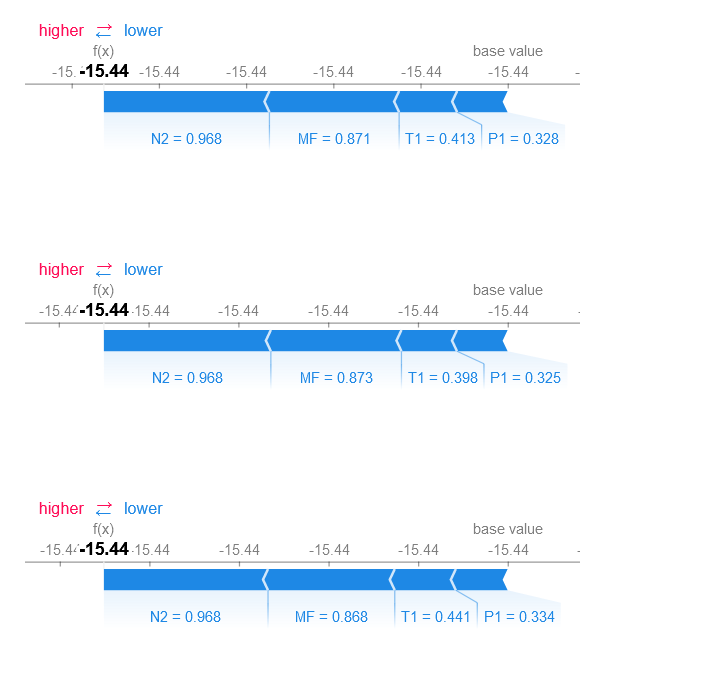 higher ⇄ lower
f(x) base value
-15. -15.44 -15.44 -15.44 -15.44 -15.44 -15.44
N2 = 0.968 MF = 0.871 T1 = 0.413 P1 = 0.328
higher ⇄ lower
f(x) base value
-15.44 -15.44 -15.44 -15.44 -15.44 -15.44 -15.44
N2 = 0.968 MF = 0.873 T1 = 0.398 P1 = 0.325
higher ⇄ lower
f(x) base value
-15.44 -15.44 -15.44 -15.44 -15.44 -15.44 -15.44
N2 = 0.968 MF = 0.868 T1 = 0.441 P1 = 0.334